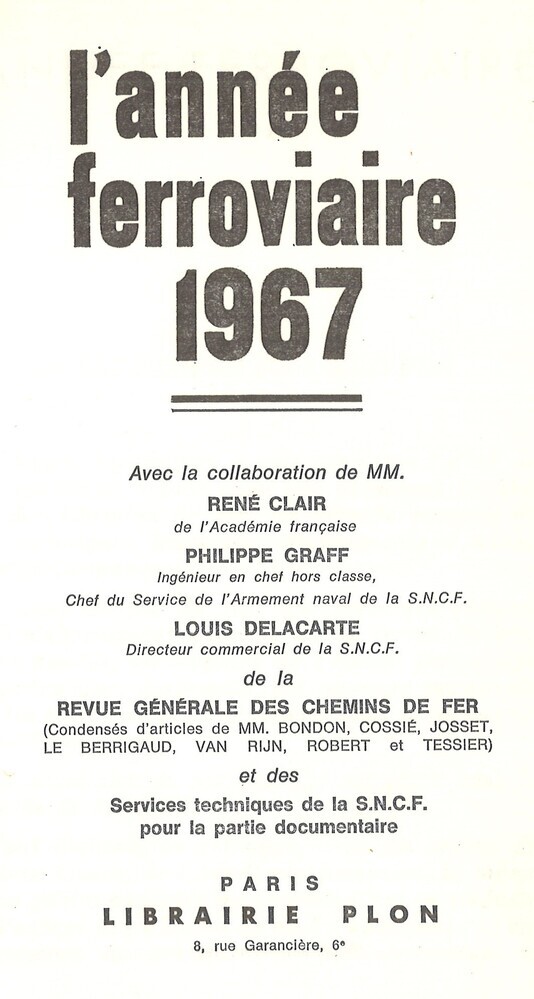 l'année
ferroviaire
1967
Avec la collaboration de MM.
RENÉ CLAIR
de l'Académie française
PHILIPPE GRAFF
Ingénieur en chef hors classe,
Chef du Service de l'Armement naval de la S.N.C.F.
LOUIS DELACARTE
Directeur commercial de la S.N.C.F.
de la
REVUE GÉNÉRALE DES CHEMINS DE FER
(Condensés d'articles de MM. BONDON, COSSIÉ, JOSSET,
LE BERRIGAUD, VAN RIJN, ROBERT et TESSIER)
et des
Services techniques de la S.N.C.F.
pour la partie documentaire
PARIS
LIBRAIRIE PLON
8, rue Garancière, 6e